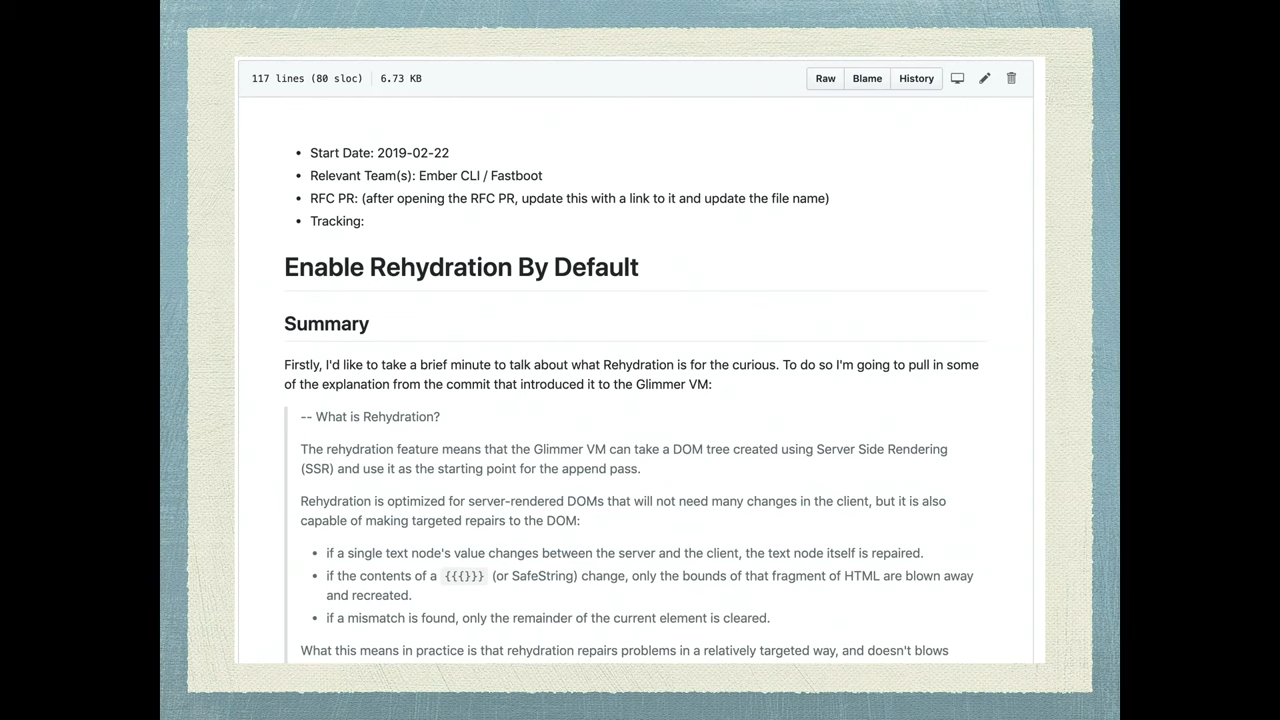 117 lines (80 sloc) 6.73 KB
Raw Blame History
• Start Date: 2019-02-22
• Relevant Team(s): Ember CLI / Fastboot
• RFC PR: (after opening the RFC PR, update this with a link to it and update the file name)
• Tracking:
Enable Rehydration By Default
Summary
Firstly, I'd like to take a brief minute to talk about what Rehydration is for the curious. To do so I'm going to pull in some
of the explanation from the commit that introduced it to the Glimmer VM:
-- What is Rehydration?
The rehydration feature means that the Glimmer VM can take a DOM tree created using Server Side Rendering
(SSR) and use it as the starting point for the append pass.
Rehydration is optimized for server-rendered DOMs that will not need many changes in the client, but it is also
capable of making targeted repairs to the DOM:
• if a single text node's value changes between the server and the client, the text node itself is repaired.
• if the contents of a {{{}}} (or SafeString) change, only the bounds of that fragment of HTML are blown away
and recreated.
• if a mismatch is found, only the remainder of the current element is cleared.
What this means in practice is that rehydration repairs problems in a relatively targeted way, and doesn't blows